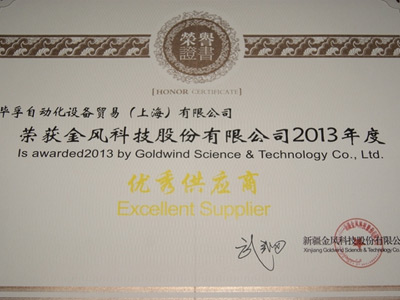 荣誉
證書
HONOR CERTIFICATE
毕孚自动化设备贸易（上海）有限公司
荣获金风科技股份有限公司2013年度
Is awarded2013 by Goldwind Science & Technology Co., Ltd.
优秀供应商
Excellent Supplier
新疆金风科技股份有限公
Xinjiang Goldwind Science & Technology Co.